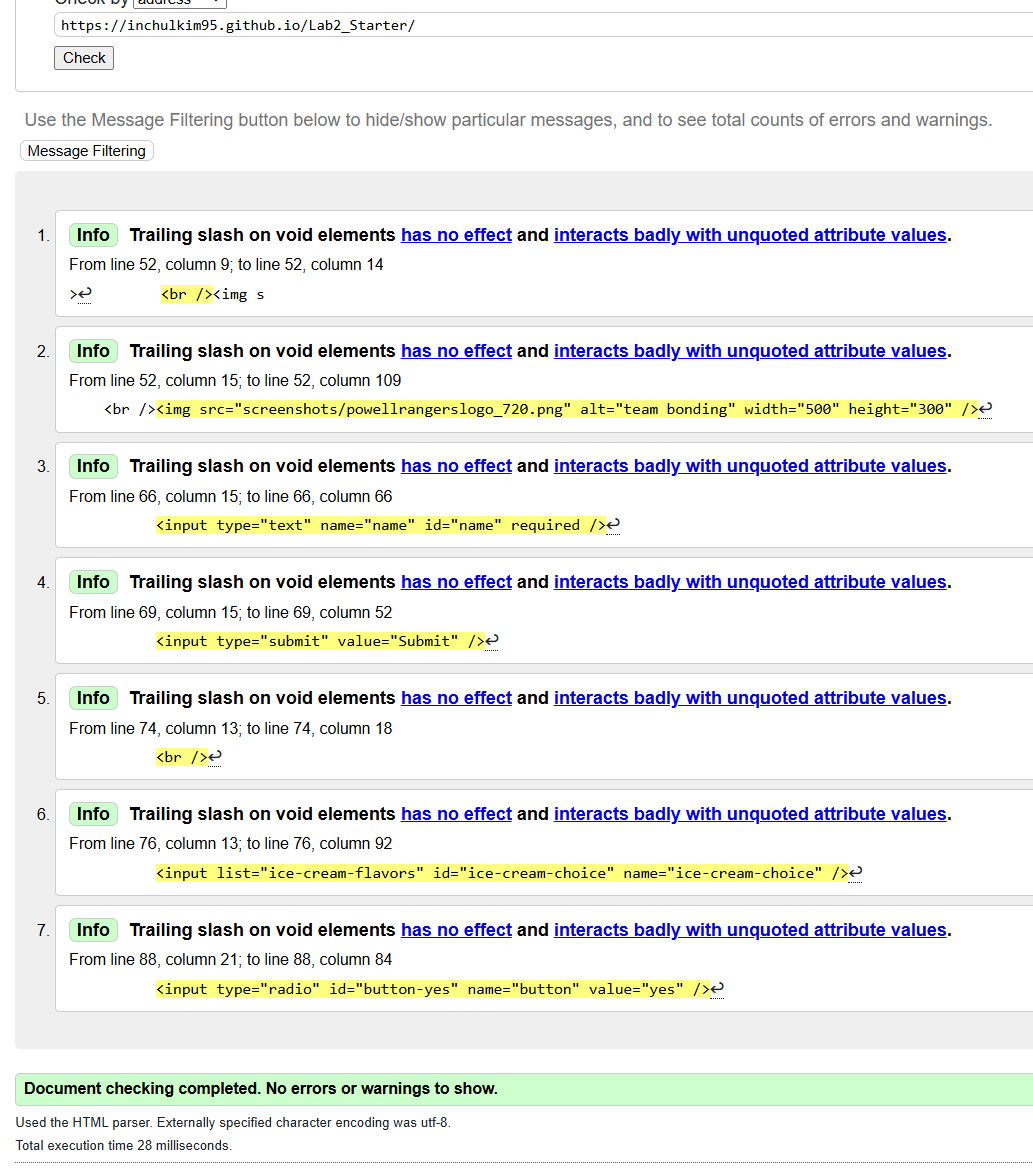 Check by address
https://inchulkim95.github.io/Lab2_Starter/
Check
Use the Message Filtering button below to hide/show particular messages, and to see total counts of errors and warnings.
Message Filtering
1. Info Trailing slash on void elements has no effect and interacts badly with unquoted attribute values.
From line 52, column 9; to line 52, column 14
>↩ <br /><img s
2. Info Trailing slash on void elements has no effect and interacts badly with unquoted attribute values.
From line 52, column 15; to line 52, column 109
<br /><img src="screenshots/powellrangerslogo_720.png" alt="team bonding" width="500" height="300" />↩
3. Info Trailing slash on void elements has no effect and interacts badly with unquoted attribute values.
From line 66, column 15; to line 66, column 66
<input type="text" name="name" id="name" required />↩
4. Info Trailing slash on void elements has no effect and interacts badly with unquoted attribute values.
From line 69, column 15; to line 69, column 52
<input type="submit" value="Submit" />↩
5. Info Trailing slash on void elements has no effect and interacts badly with unquoted attribute values.
From line 74, column 13; to line 74, column 18
<br />↩
6. Info Trailing slash on void elements has no effect and interacts badly with unquoted attribute values.
From line 76, column 13; to line 76, column 92
<input list="ice-cream-flavors" id="ice-cream-choice" name="ice-cream-choice" />↩
7. Info Trailing slash on void elements has no effect and interacts badly with unquoted attribute values.
From line 88, column 21; to line 88, column 84
<input type="radio" id="button-yes" name="button" value="yes" />↩
Document checking completed. No errors or warnings to show.
Used the HTML parser. Externally specified character encoding was utf-8.
Total execution time 28 milliseconds.